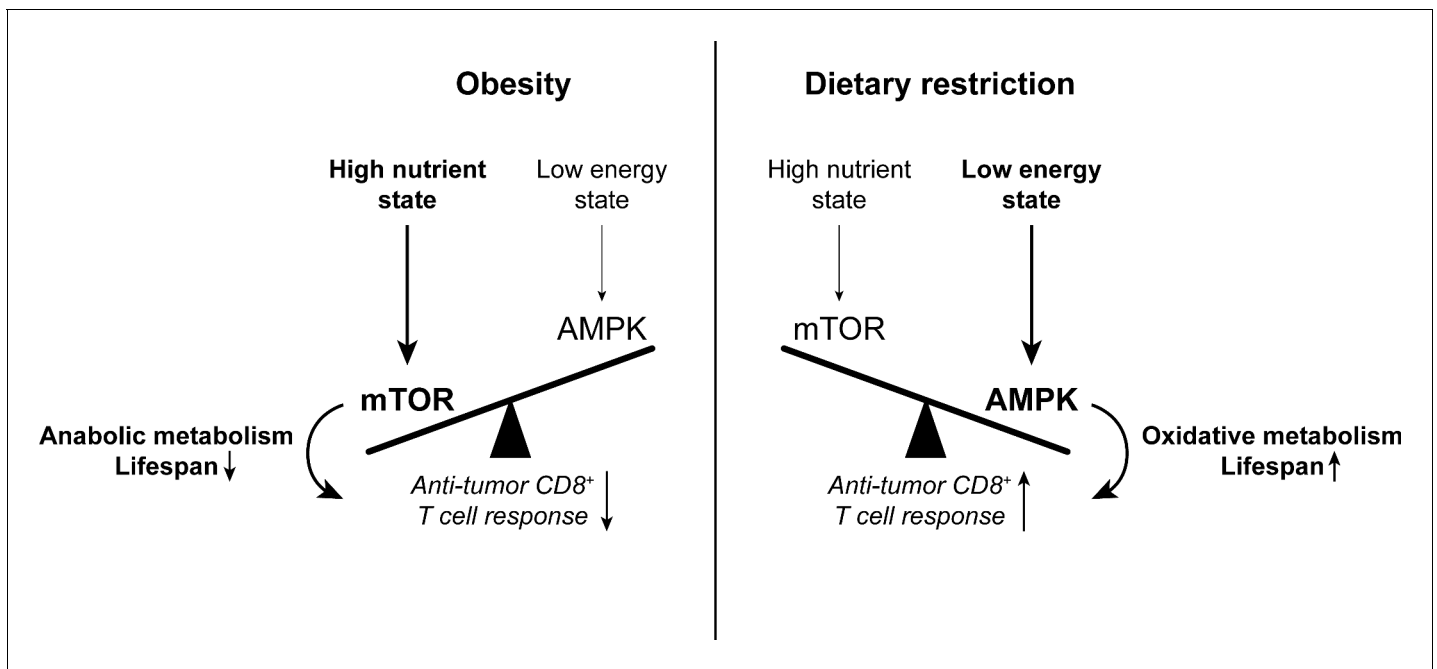 Obesity
High nutrient
state
Low energy
state
AMPK
mTOR
Anabolic metabolism
Lifespan↓
Anti-tumor CD8⁺
T cell response↓
Dietary restriction
High nutrient
state
Low energy
state
mTOR
AMPK
Oxidative metabolism
Lifespan↑
Anti-tumor CD8⁺
T cell response↑